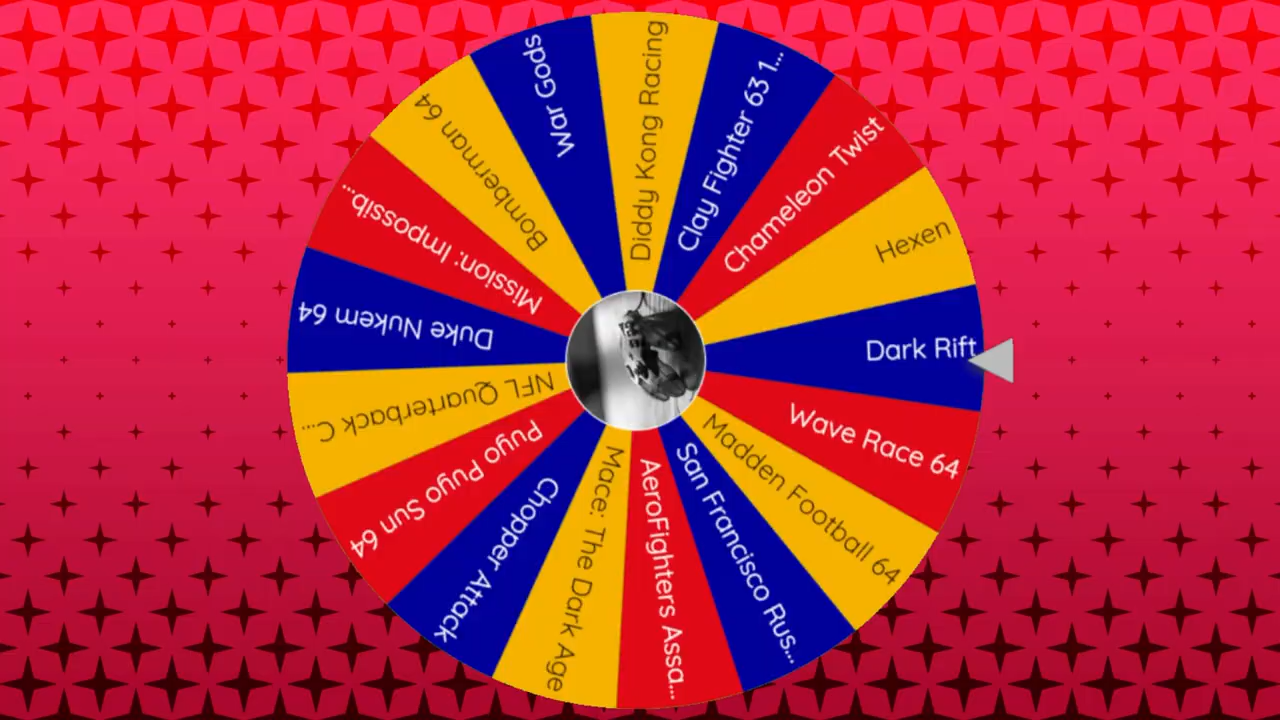 Diddy Kong Racing
Clay Fighter 63 1...
Chameleon Twist
Hexen
Dark Rift
Wave Race 64
Madden Football 64
San Francisco Rus...
AeroFighters Assa...
Mace: The Dark Age
Chopper Attack
Puyo Puyo Sun 64
NFL Quarterback C...
Duke Nukem 64
Mission: Impossib...
Bomberman 64
War Gods